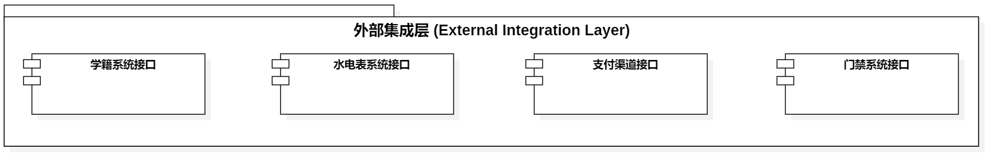 外部集成层 (External Integration Layer)
学籍系统接口
水电表系统接口
支付渠道接口
门禁系统接口